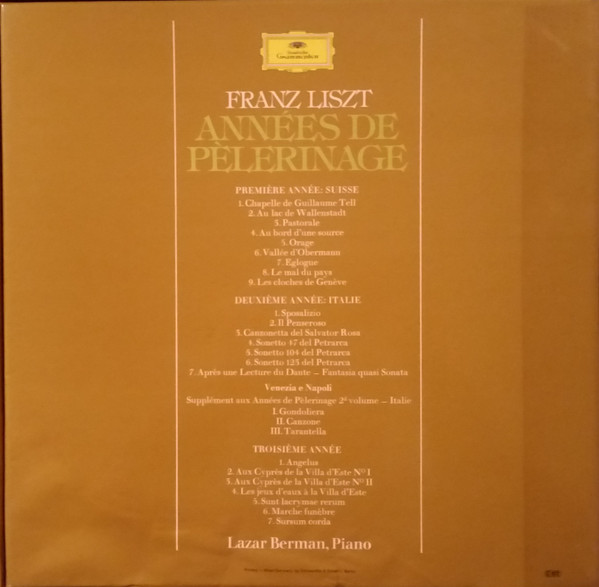 Deutsche
Grammophon
FRANZ LISZT
ANNÉES DE
PÈLERINAGE
PREMIÈRE ANNÉE: SUISSE
1. Chapelle de Guillaume Tell
2. Au lac de Wallenstadt
3. Pastorale
4. Au bord d'une source
5. Orage
6. Vallée d'Obermann
7. Eglogue
8. Le mal du pays
9. Les cloches de Genève
DEUXIÈME ANNÉE: ITALIE
1. Sposalizio
2. Il Penseroso
3. Canzonetta del Salvator Rosa
4. Sonetto 47 del Petrarca
5. Sonetto 104 del Petrarca
6. Sonetto 123 del Petrarca
7. Après une Lecture du Dante – Fantasia quasi Sonata
Venezia e Napoli
Supplément aux Années de Pèlerinage 2d volume – Italie
I. Gondoliera
II. Canzone
III. Tarantella
TROISIÈME ANNÉE
1. Angelus
2. Aux Cyprès de la Villa d'Este No I
3. Aux Cyprès de la Villa d'Este No II
4. Les jeux d'eaux à la Villa d'Este
5. Sunt lacrymae rerum
6. Marche funèbre
7. Sursum corda
Lazar Berman, Piano